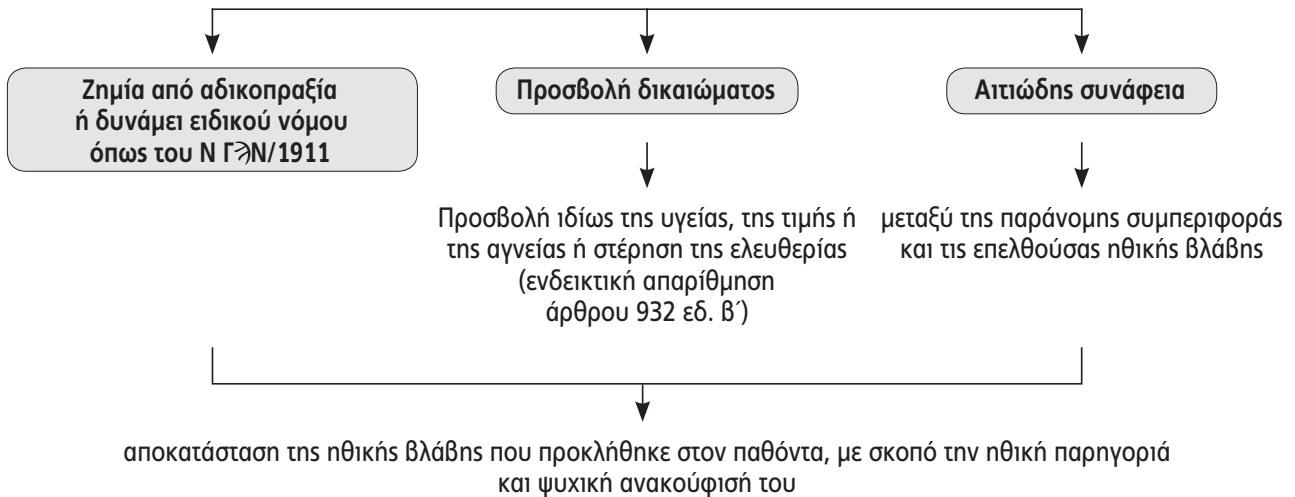 Ζημία από αδικοπραξία
ή δυνάμει ειδικού νόμου
όπως του Ν ΓϡΝ/1911
Προσβολή δικαιώματος
Αιτιώδης συνάφεια
Προσβολή ιδίως της υγείας, της τιμής ή
της αγνείας ή στέρηση της ελευθερίας
(ενδεικτική απαρίθμηση
άρθρου 932 εδ. β΄)
μεταξύ της παράνομης συμπεριφοράς
και τις επελθούσας ηθικής βλάβης
αποκατάσταση της ηθικής βλάβης που προκλήθηκε στον παθόντα, με σκοπό την ηθική παρηγοριά
και ψυχική ανακούφισή του